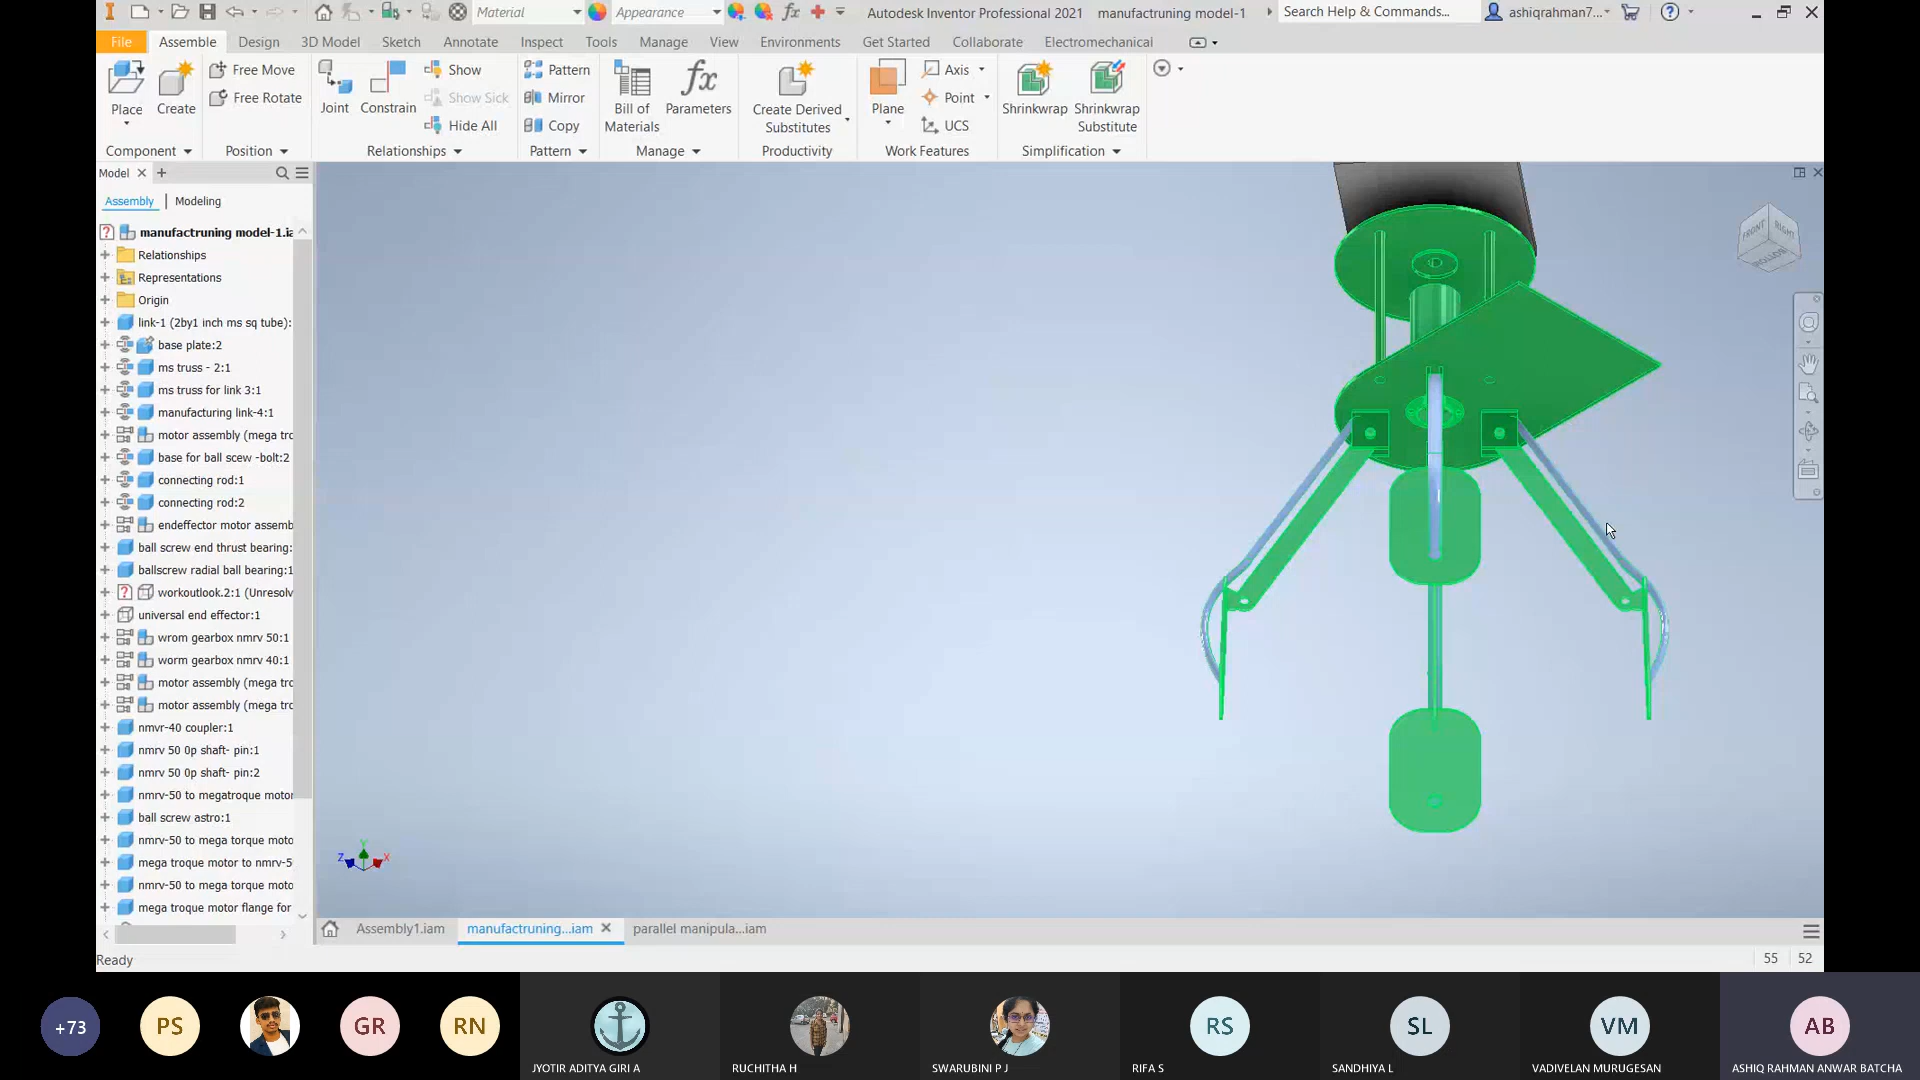 Material
Appearance
fx
Autodesk Inventor Professional 2021 manufactruning model-1
Search Help & Commands...
ashiqrahman7...
File Assemble Design 3D Model Sketch Annotate Inspect Tools Manage View Environments Get Started Collaborate Electromechanical
Place
Create
Free Move
Free Rotate
Joint
Constrain
Show
Show Sick
Hide All
Pattern
Mirror
Copy
Bill of
Materials
fx
Parameters
Create Derived
Substitutes
Plane
Axis
Point
UCS
Shrinkwrap
Shrinkwrap
Substitute
Component Position Relationships Pattern Manage Productivity Work Features Simplification
Model
Assembly | Modeling
manufactruning model-1.ia
Relationships
Representations
Origin
link-1 (2by1 inch ms sq tube):
base plate:2
ms truss - 2:1
ms truss for link 3:1
manufacturing link-4:1
motor assembly (mega tro
base for ball scew -bolt:2
connecting rod:1
connecting rod:2
endeffector motor assemb
ball screw end thrust bearing:
ballscrew radial ball bearing:1
workoutlook.2:1 (Unresolv
universal end effector:1
wrom gearbox nmrv 50:1
worm gearbox nmrv 40:1
motor assembly (mega tro
motor assembly (mega tro
nmvr-40 coupler:1
nmrv 50 0p shaft- pin:1
nmrv 50 0p shaft- pin:2
nmrv-50 to megatroque motor
ball screw astro:1
nmrv-50 to mega torque moto
mega troque motor to nmrv-5
nmrv-50 to mega torque moto
mega troque motor flange for
FRONT RIGHT
Z Y X
Assembly1.iam manufactruning...iam parallel manipula...iam
Ready
55 52
+73 PS GR RN RS SL VM AB
JYOTIR ADITYA GIRI A RUCHITHA H SWARUBINI P J RIFA S SANDHIYA L VADIVELAN MURUGESAN ASHIQ RAHMAN ANWAR BATCHA